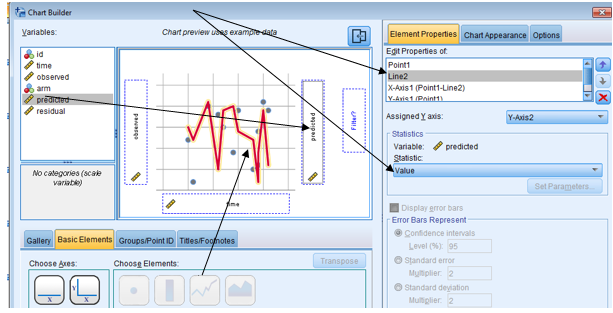 Chart Builder
Variables:
id
time
observed
arm
predicted
residual
No categories (scale
variable)
Chart preview uses example data
observed
predicted
Filter?
time
Gallery
Basic Elements
Groups/Point ID
Titles/Footnotes
Choose Axes:
Choose Elements:
Transpose
X
Y
X
Element Properties
Chart Appearance
Options
Edit Properties of:
Point1
Line2
X-Axis1 (Point1-Line2)
Y-Axis1 (Point1)
Assigned Y axis:
Y-Axis2
Statistics
Variable:
predicted
Statistic:
Value
Set Parameters...
Display error bars
Error Bars Represent
Confidence intervals
Level (%): 95
Standard error
Multiplier: 2
Standard deviation
Multiplier: 2